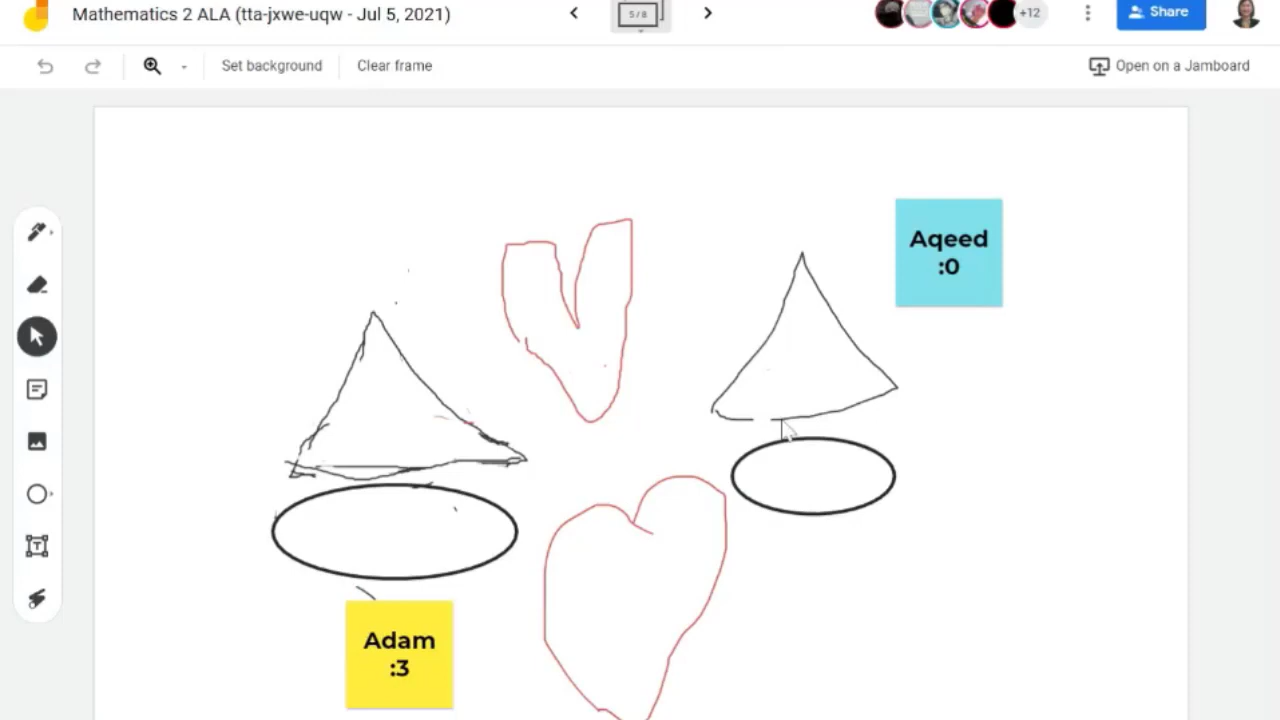 Mathematics 2 ALA (tta-jxwe-uqw - Jul 5, 2021)
5 / 8
+12
Share
Set background
Clear frame
Open on a Jamboard
Aqeed
:0
Adam
:3